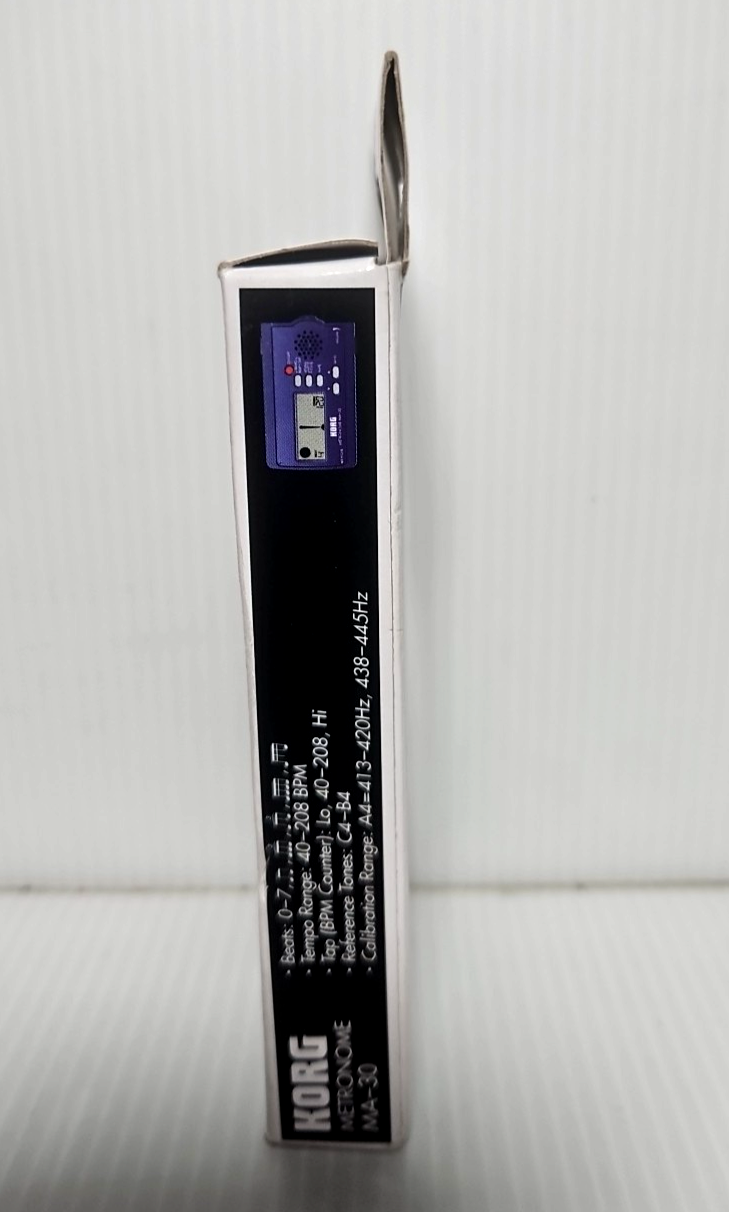 KORG
METRONOME
MA-30
• Beats: 0-7,
• Tempo Range: 40-208 BPM
• Tap (BPM Counter): Lo, 40-208, Hi
• Reference Tones: C4-B4
• Calibration Range: A4=413-420Hz, 438-445Hz
KORG